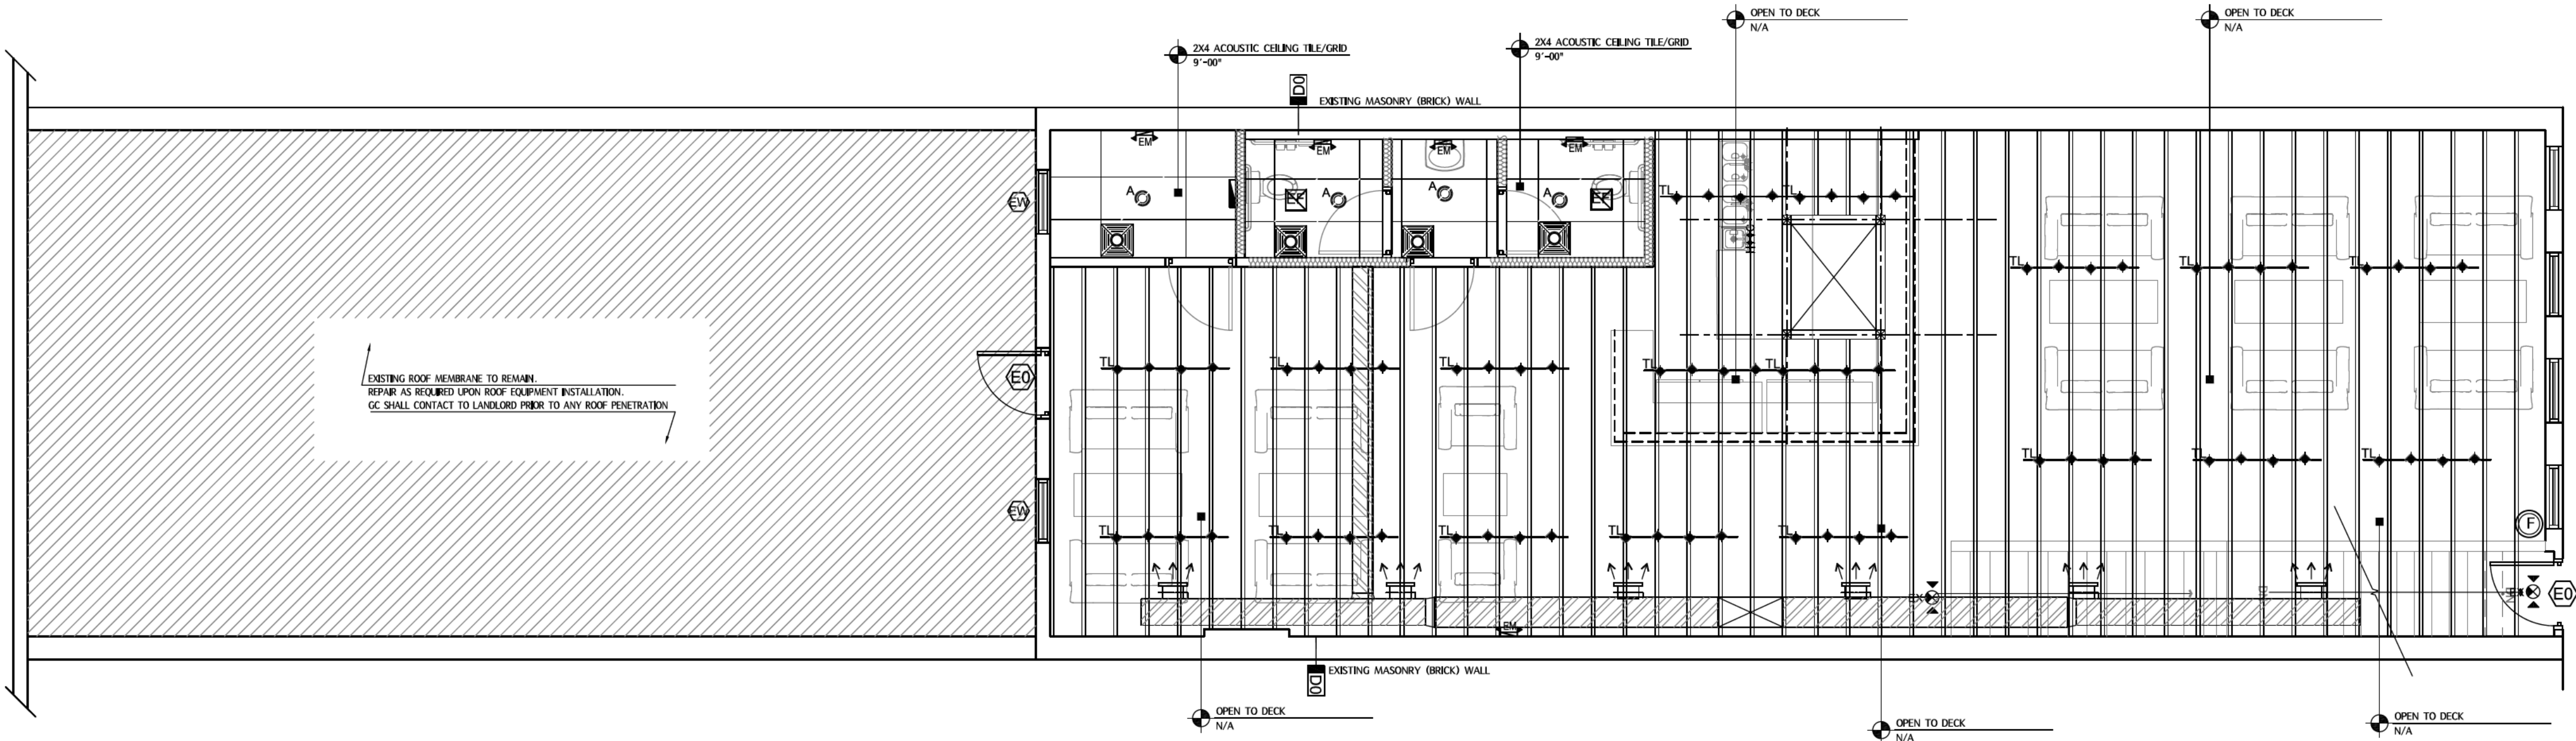 OPEN TO DECK
N/A
OPEN TO DECK
N/A
2X4 ACOUSTIC CEILING TILE/GRID
9'-00"
2X4 ACOUSTIC CEILING TILE/GRID
9'-00"
D0
EXISTING MASONRY (BRICK) WALL
EM
EM
EM
EM
A
A
A
A
EF
EF
EW
TL
TL
TL
TL
TL
EXISTING ROOF MEMBRANE TO REMAIN.
REPAIR AS REQUIRED UPON ROOF EQUIPMENT INSTALLATION.
GC SHALL CONTACT TO LANDLORD PRIOR TO ANY ROOF PENETRATION
E0
TL
TL
TL
TL
TL
TL
TL
TL
EW
TL
TL
TL
TL
TL
F
EX
E0
EM
EXISTING MASONRY (BRICK) WALL
D0
OPEN TO DECK
N/A
OPEN TO DECK
N/A
OPEN TO DECK
N/A